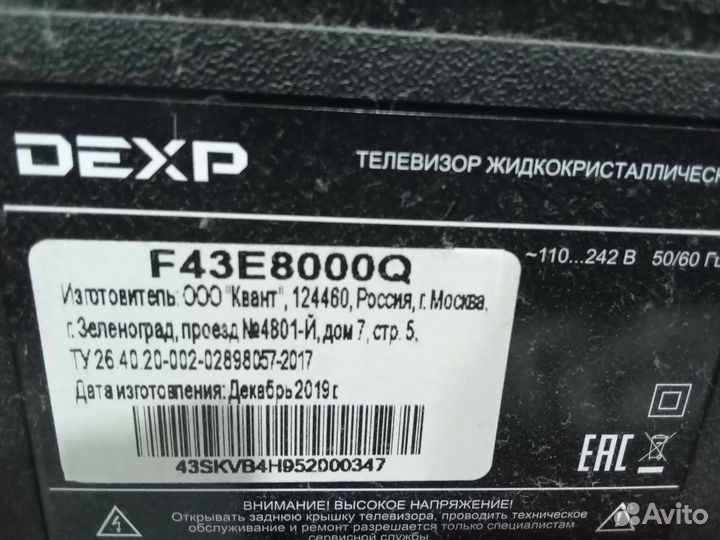 DEXP
ТЕЛЕВИЗОР ЖИДКОКРИСТАЛЛИЧЕСК
F43E8000Q
~110...242 В 50/60 Гц
Изготовитель: ООО "Квант", 124460, Россия, г. Москва,
г. Зеленоград, проезд №4801-Й, дом 7, стр. 5,
ТУ 26.40.20-002-02898057-2017
Дата изготовления: Декабрь 2019 г.
43SKVB4H952000347
EAC
ВНИМАНИЕ! ВЫСОКОЕ НАПРЯЖЕНИЕ!
Открывать заднюю крышку телевизора, проводить техническое
обслуживание и ремонт разрешается только специалистам
сервисной службы
Avito